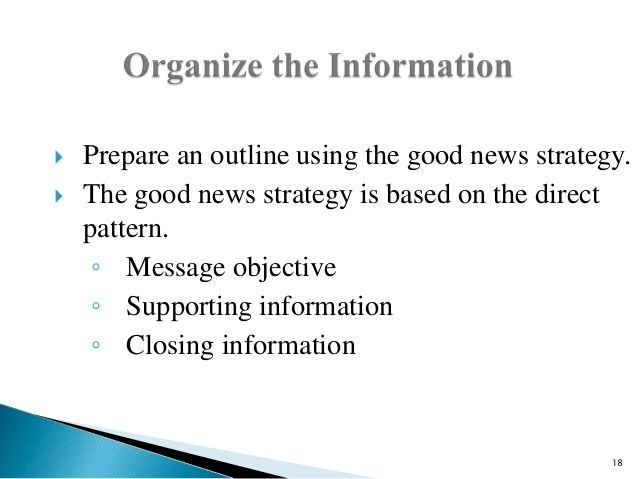 Organize the Information
Prepare an outline using the good news strategy.
The good news strategy is based on the direct
pattern.
Message objective
Supporting information
Closing information
18